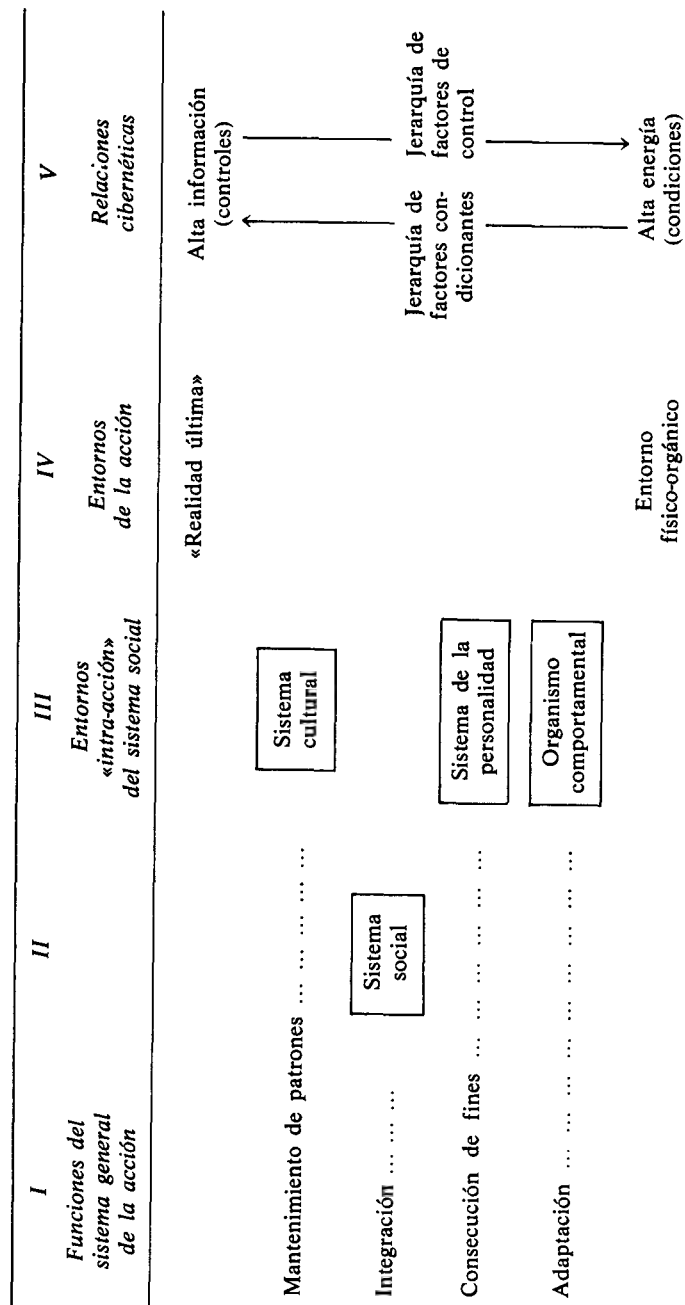 I
Funciones del
sistema general
de la acción
II
III
Entornos
«intra-acción»
del sistema social
IV
Entornos
de la acción
V
Relaciones
cibernéticas
«Realidad última»
Alta información
(controles)
Mantenimiento de patrones ... ... ... ... ... ...
Sistema
cultural
Integración ... ... ...
Sistema
social
Jerarquía de
factores con-
dicionantes
Jerarquía de
factores de
control
Consecución de fines ... ... ... ... ... ... ...
Sistema de la
personalidad
Adaptación ... ... ... ... ... ... ... ... ... ...
Organismo
comportamental
Entorno
físico-orgánico
Alta energía
(condiciones)